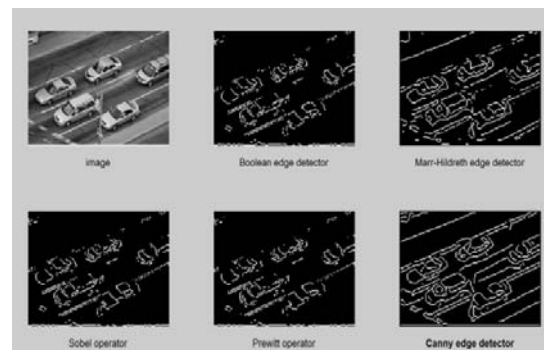 image
Boolean edge detector
Marr-Hildreth edge detector
Sobel operator
Prewitt operator
Canny edge detector